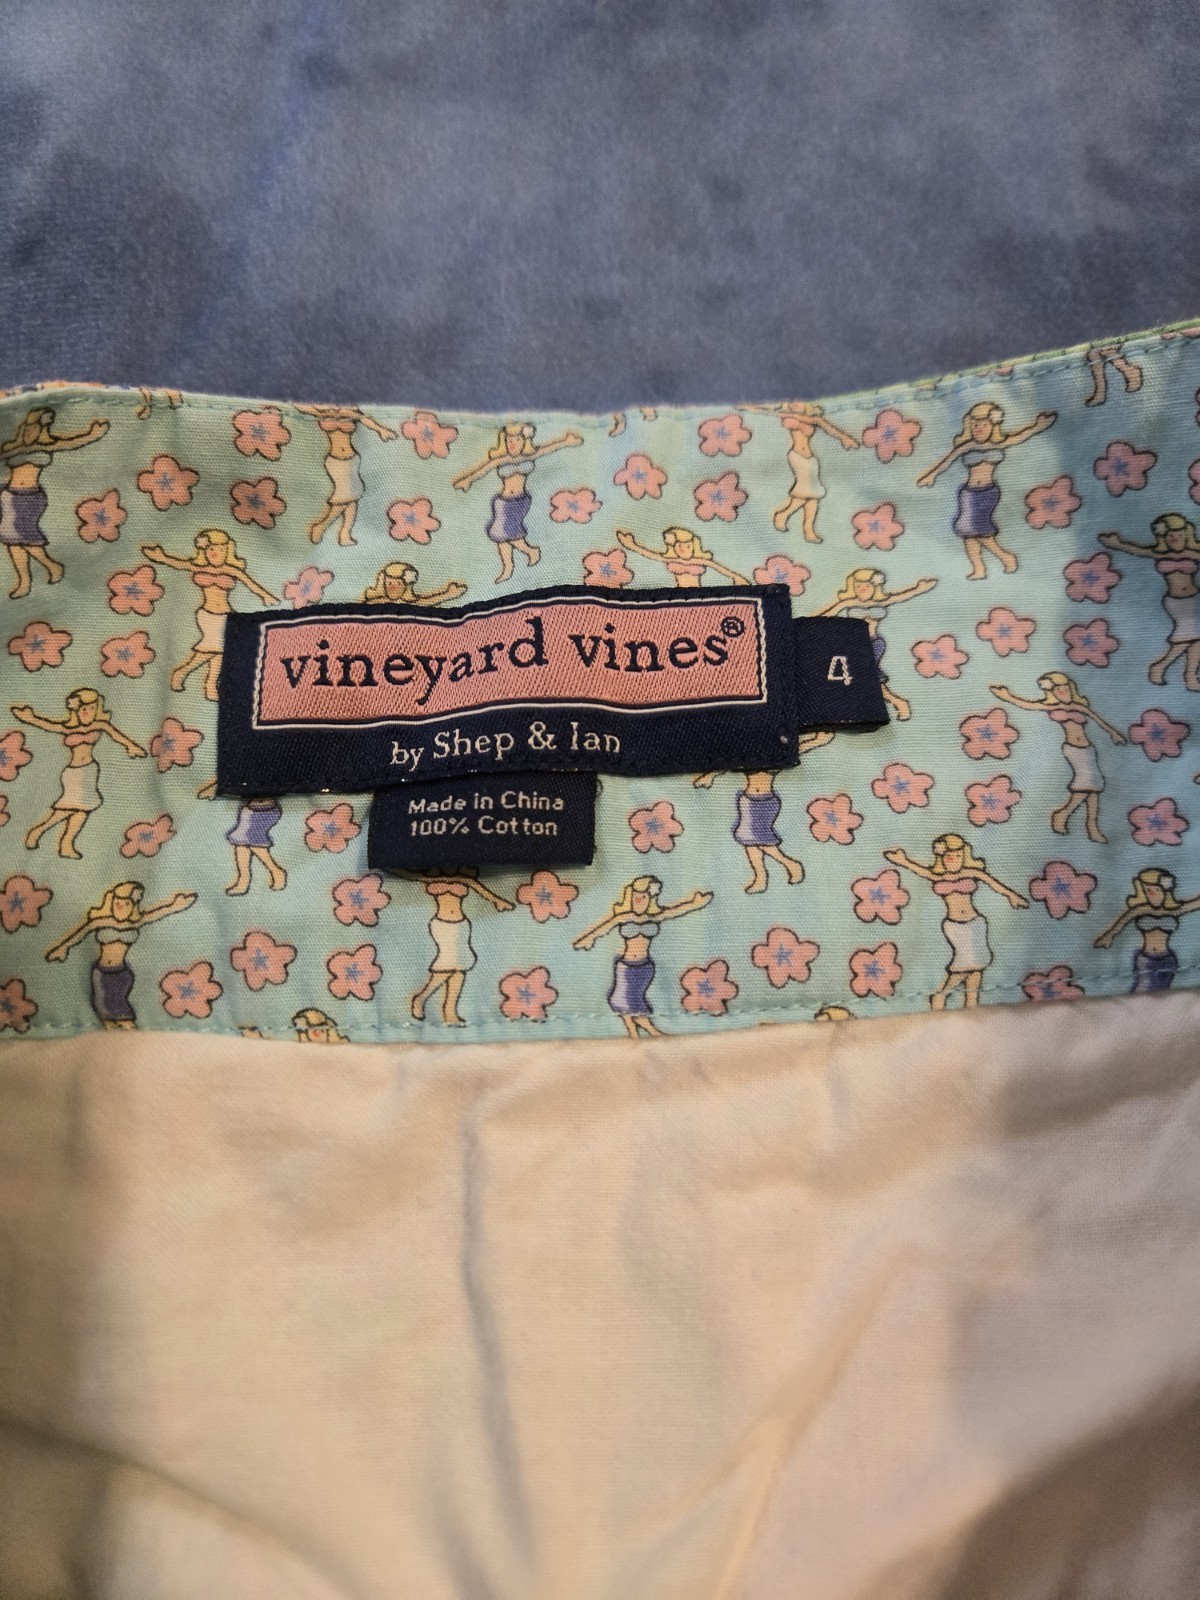 vineyard vines®
4
by Shep & Ian
Made in China
100% Cotton